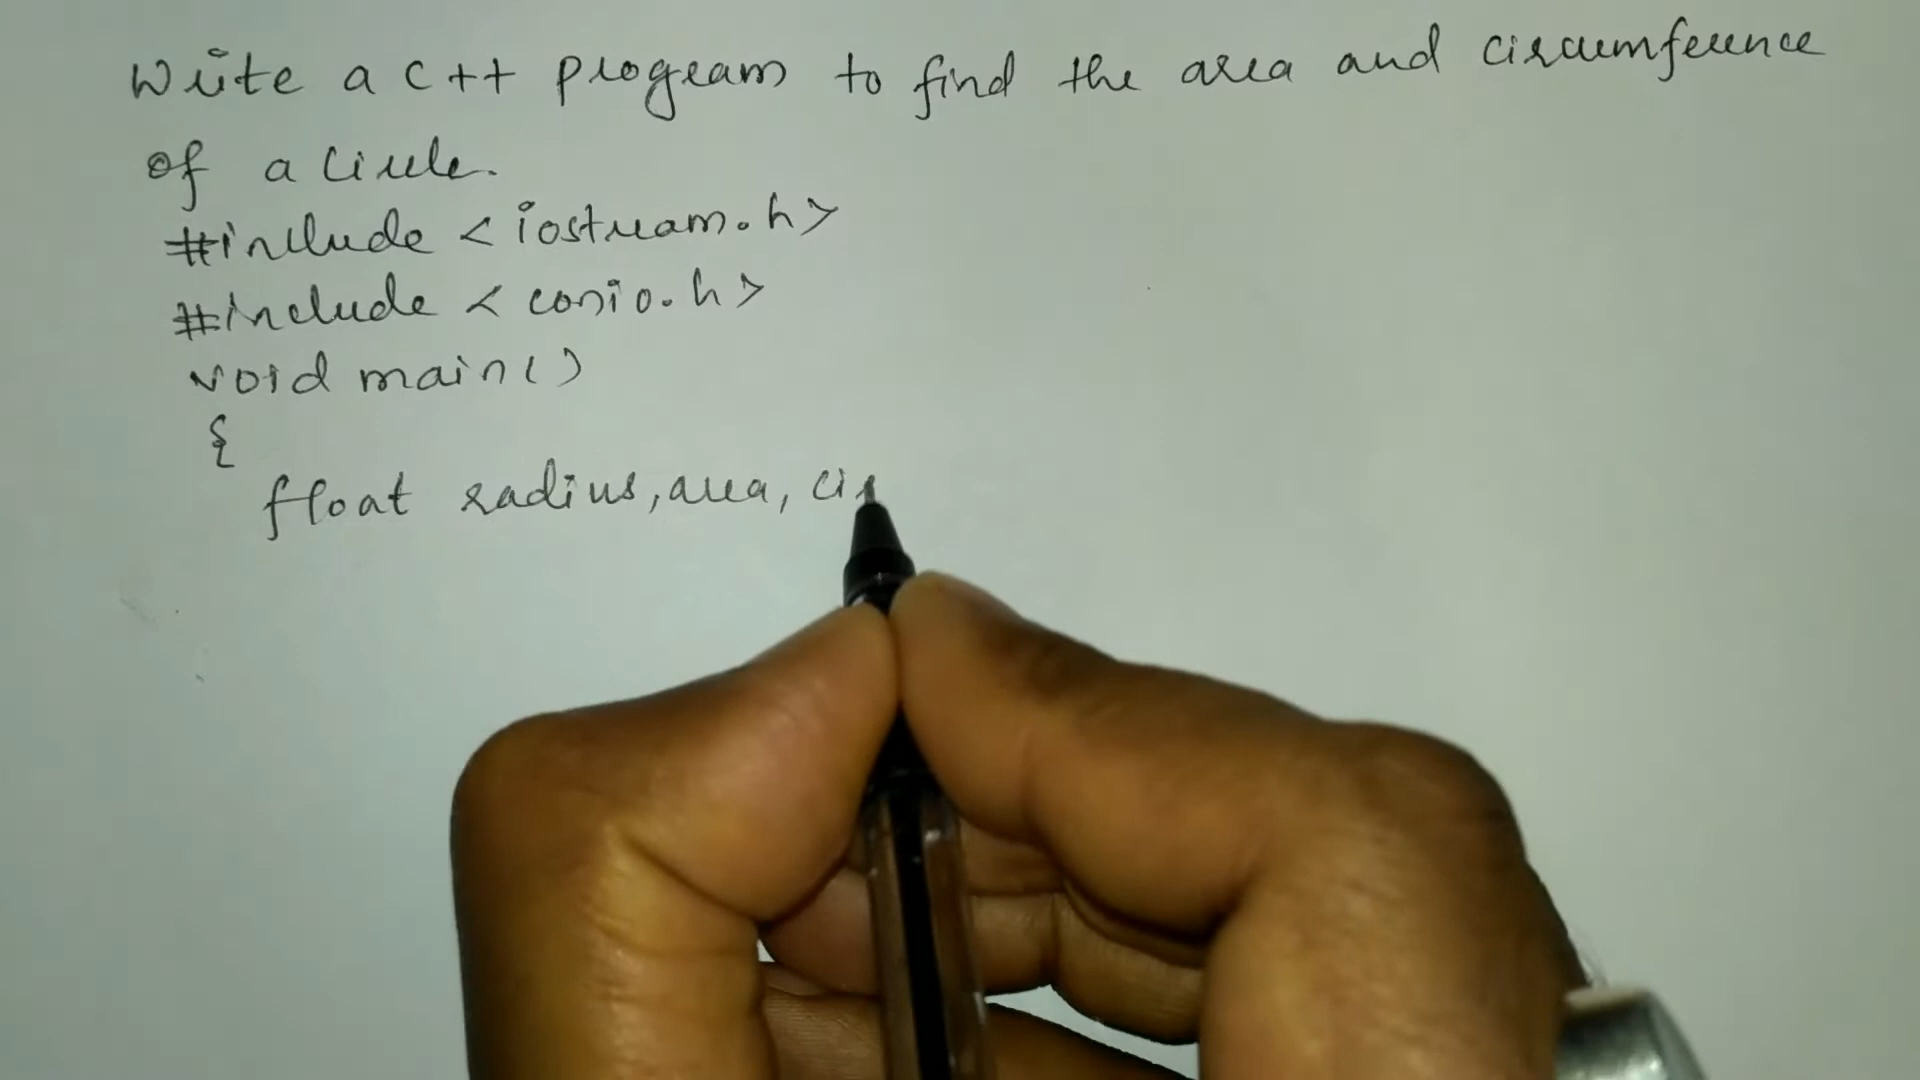 Write a C++ program to find the area and circumference
of a circle.
#include < iostream.h>
#include < conio.h>
void main()
{
float radius, area, cir